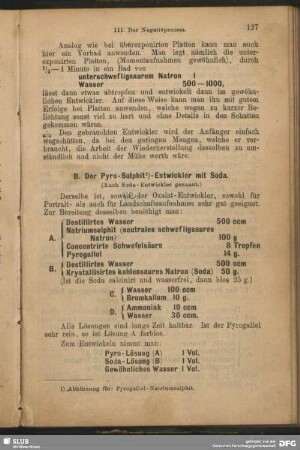 III. Der Negativprocess. 127
Analog wie bei überexponirten Platten kann man auch
hier ein Vorbad anwenden. Man legt nämlich die unter-
exponirten Platten, (Momentaufnahmen gewöhnlich), durch
½—1 Minute in ein Bad von
unterschwefligsaurem Natron 1
Wasser 500—1000,
lässt dann etwas abtropfen und entwickelt dann im gewöhn-
lichen Entwickler. Auf diese Weise kann man ihn mit gutem
Erfolge bei Platten anwenden, welche wegen zu kurzer Be-
lichtung sonst viel zu hart und ohne Details in den Schatten
gekommen wären.
Den gebrauchten Entwickler wird der Anfänger einfach
wegschütten, da bei den geringen Mengen, welche er ver-
braucht, die Arbeit der Wiederherstellung desselben zu um-
ständlich und nicht der Mühe werth wäre.
B. Der Pyro-Sulphit¹)-Entwickler mit Soda.
(Auch Soda-Entwickler genannt.)
Derselbe ist, sowie der Oxalat-Entwickler, sowohl für
Portrait- als auch für Landschaftsaufnahmen sehr gut geeignet.
Zur Bereitung desselben benöthigt man:
A. Destillirtes Wasser 500 ccm
Natriumsulphit (neutrales schwefligsaures
Natron) 100 g
Concentrirte Schwefelsäure 8 Tropfen
Pyrogallol 14 g.
B. Destillirtes Wasser 500 ccm
Krystallisirtes kohlensaures Natron (Soda) 50 g.
(ist die Soda calcinirt und wasserfrei, dann blos 25 g.)
C. Wasser 100 ccm
Bromkalium 10 g.
D. Ammoniak 10 cm
Wasser 30 ccm.
Alle Lösungen sind lange Zeit haltbar. Ist der Pyrogallol
sehr rein, so ist Lösung A farblos.
Zum Entwickeln nimmt man:
Pyro-Lösung (A) 1 Vol.
Soda-Lösung (B) 1 Vol.
Gewöhnliches Wasser 1 Vol.
1) Abkürzung für: Pyrogallol-Natriumsulphit.
SLUB
Wir führen Wissen.
DFG